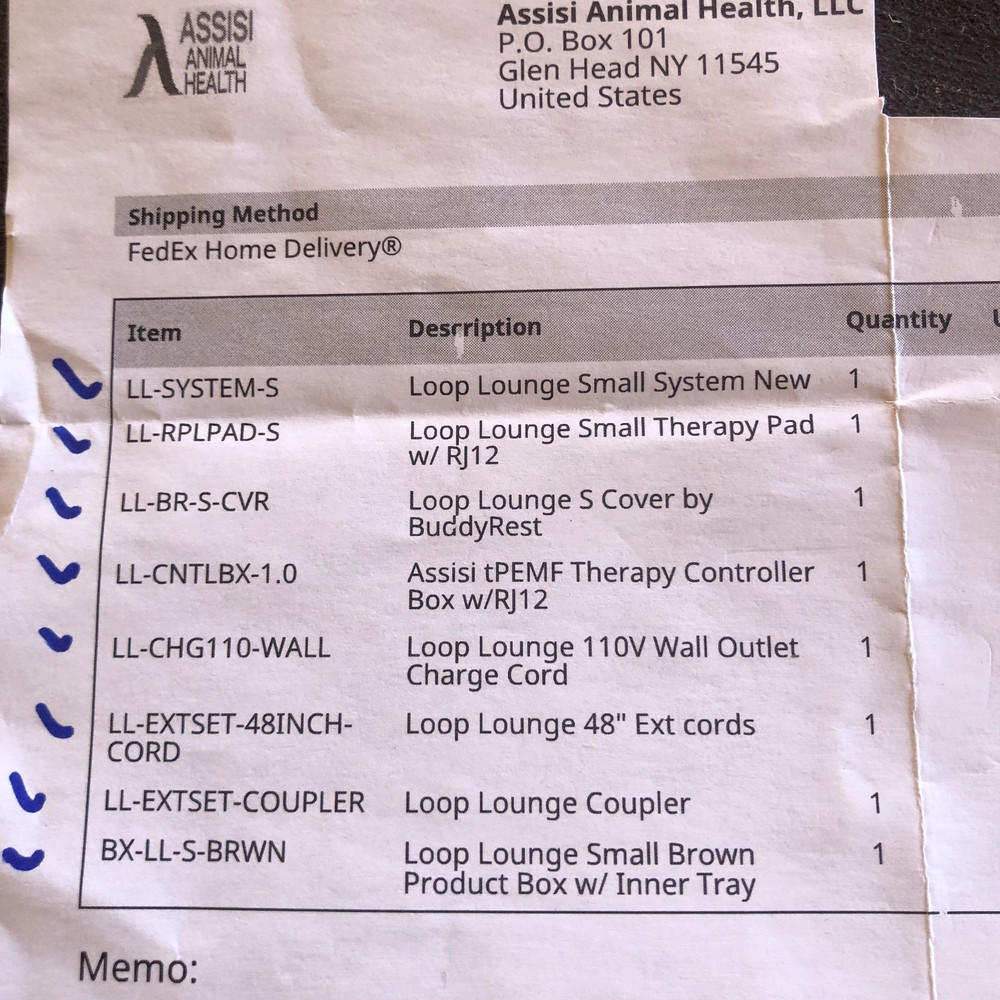 ASSISI
ANIMAL
HEALTH
Assisi Animal Health, LLC
P.O. Box 101
Glen Head NY 11545
United States
Shipping Method
FedEx Home Delivery®
Item Description Quantity
LL-SYSTEM-S Loop Lounge Small System New 1
LL-RPLPAD-S Loop Lounge Small Therapy Pad 1
w/ RJ12
LL-BR-S-CVR Loop Lounge S Cover by 1
BuddyRest
LL-CNTLBX-1.0 Assisi tPEMF Therapy Controller 1
Box w/RJ12
LL-CHG110-WALL Loop Lounge 110V Wall Outlet 1
Charge Cord
LL-EXTSET-48INCH- Loop Lounge 48" Ext cords 1
CORD
LL-EXTSET-COUPLER Loop Lounge Coupler 1
BX-LL-S-BRWN Loop Lounge Small Brown 1
Product Box w/ Inner Tray
Memo: